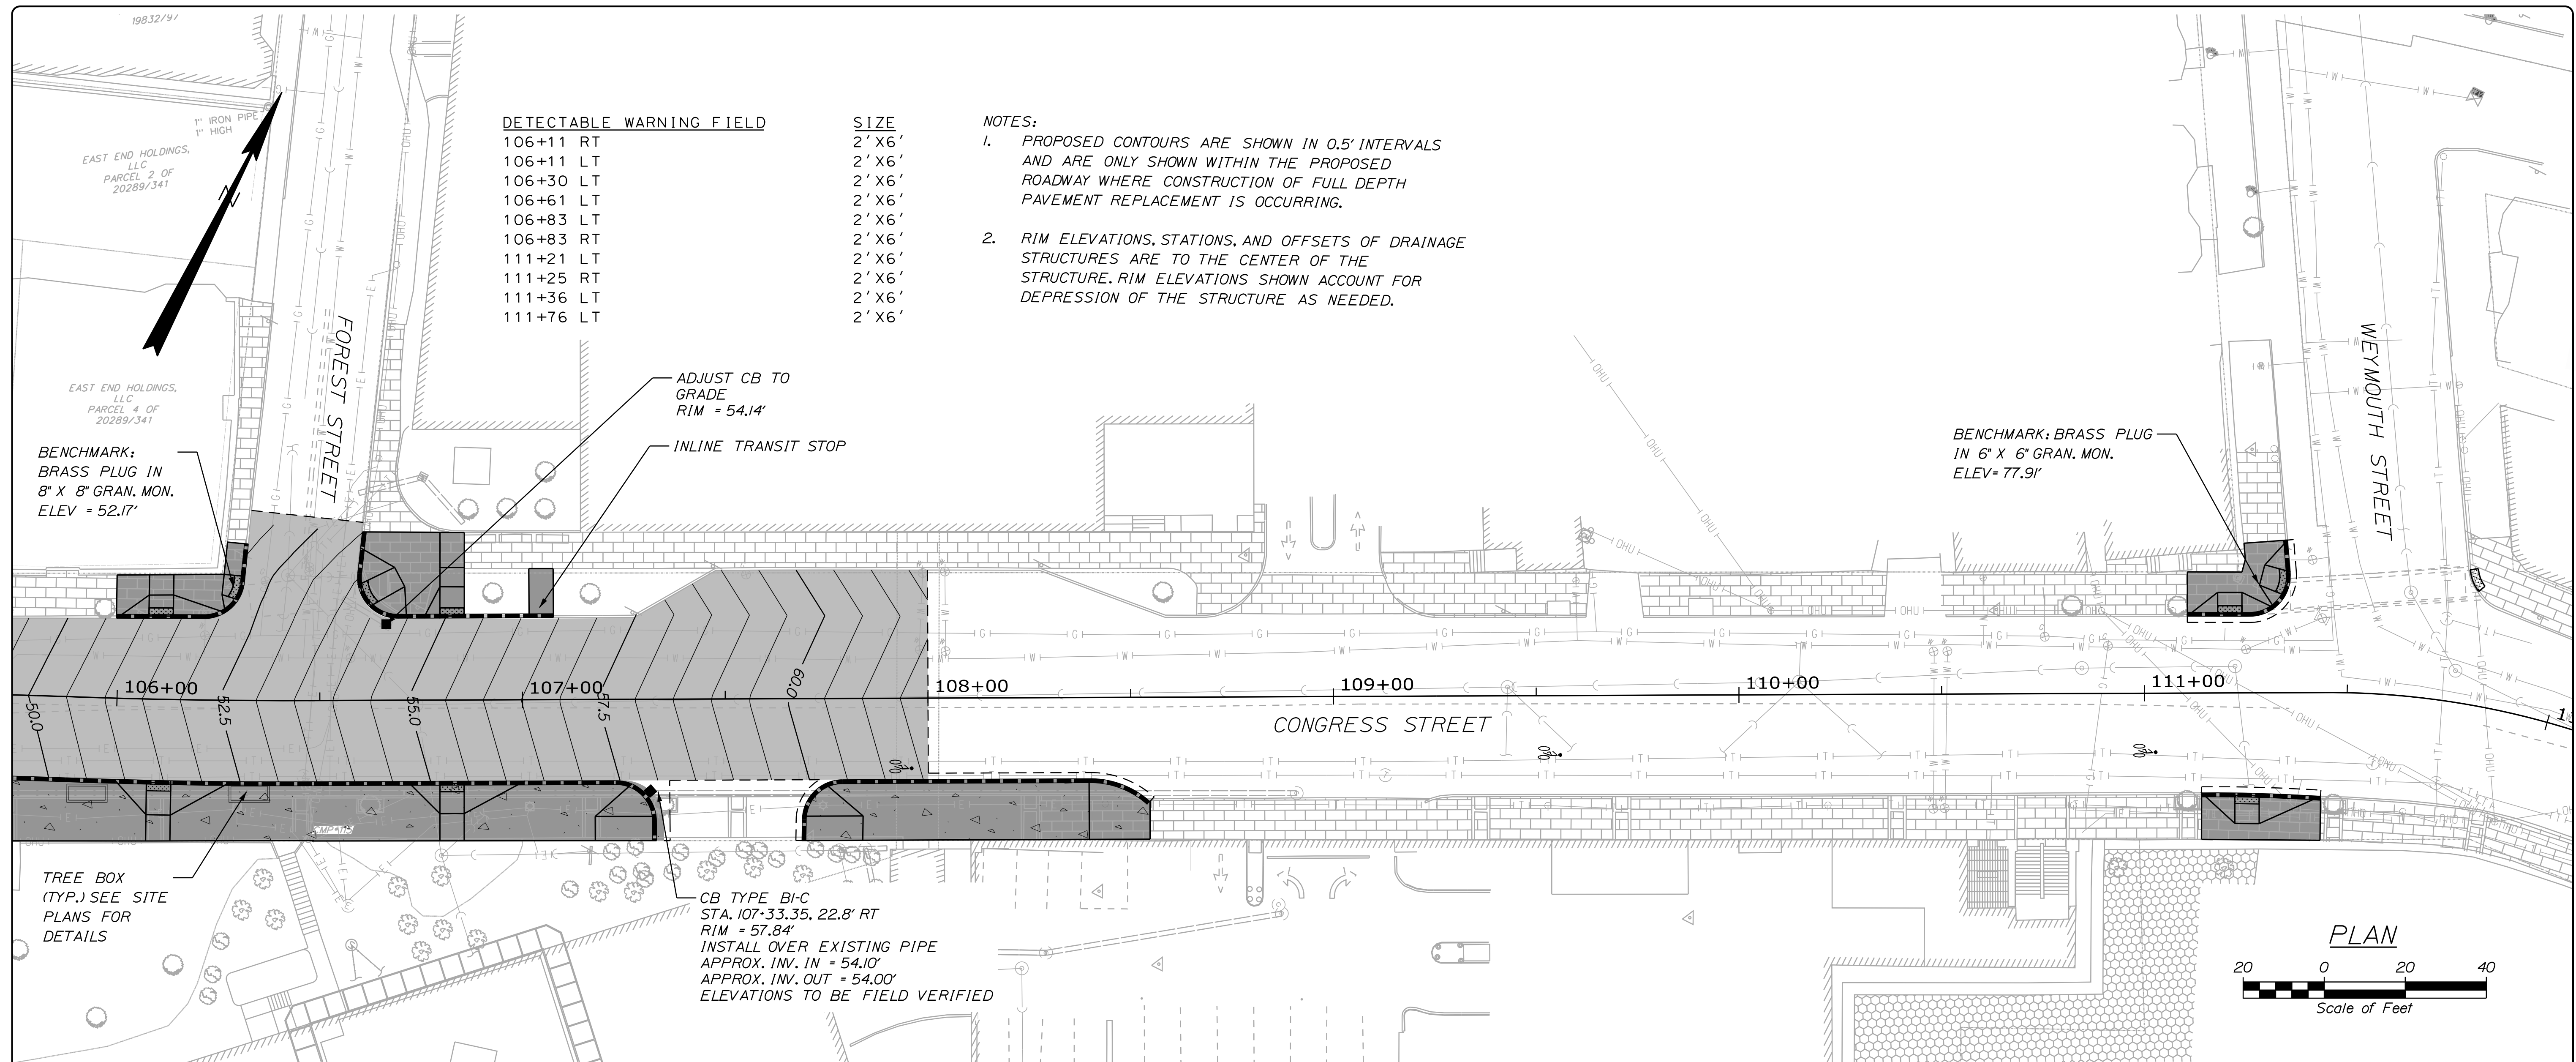 19832/97
1" IRON PIPE
1" HIGH
EAST END HOLDINGS,
LLC
PARCEL 2 OF
20289/341
EAST END HOLDINGS,
LLC
PARCEL 4 OF
20289/341
BENCHMARK:
BRASS PLUG IN
8" X 8" GRAN. MON.
ELEV = 52.17'
FOREST STREET
DETECTABLE WARNING FIELD SIZE
106+11 RT 2'X6'
106+11 LT 2'X6'
106+30 LT 2'X6'
106+61 LT 2'X6'
106+83 LT 2'X6'
106+83 RT 2'X6'
111+21 LT 2'X6'
111+25 RT 2'X6'
111+36 LT 2'X6'
111+76 LT 2'X6'
NOTES:
1. PROPOSED CONTOURS ARE SHOWN IN 0.5' INTERVALS
AND ARE ONLY SHOWN WITHIN THE PROPOSED
ROADWAY WHERE CONSTRUCTION OF FULL DEPTH
PAVEMENT REPLACEMENT IS OCCURRING.
2. RIM ELEVATIONS, STATIONS, AND OFFSETS OF DRAINAGE
STRUCTURES ARE TO THE CENTER OF THE
STRUCTURE. RIM ELEVATIONS SHOWN ACCOUNT FOR
DEPRESSION OF THE STRUCTURE AS NEEDED.
ADJUST CB TO
GRADE
RIM = 54.14'
INLINE TRANSIT STOP
BENCHMARK: BRASS PLUG
IN 6" X 6" GRAN. MON.
ELEV= 77.91'
WEYMOUTH STREET
106+00
107+00
108+00
109+00
110+00
111+00
50.0
52.5
55.0
57.5
60.0
CONGRESS STREET
TREE BOX
(TYP.) SEE SITE
PLANS FOR
DETAILS
CB TYPE B1-C
STA. 107+33.35, 22.8' RT
RIM = 57.84'
INSTALL OVER EXISTING PIPE
APPROX. INV. IN = 54.10'
APPROX. INV. OUT = 54.00'
ELEVATIONS TO BE FIELD VERIFIED
PLAN
20 0 20 40
Scale of Feet